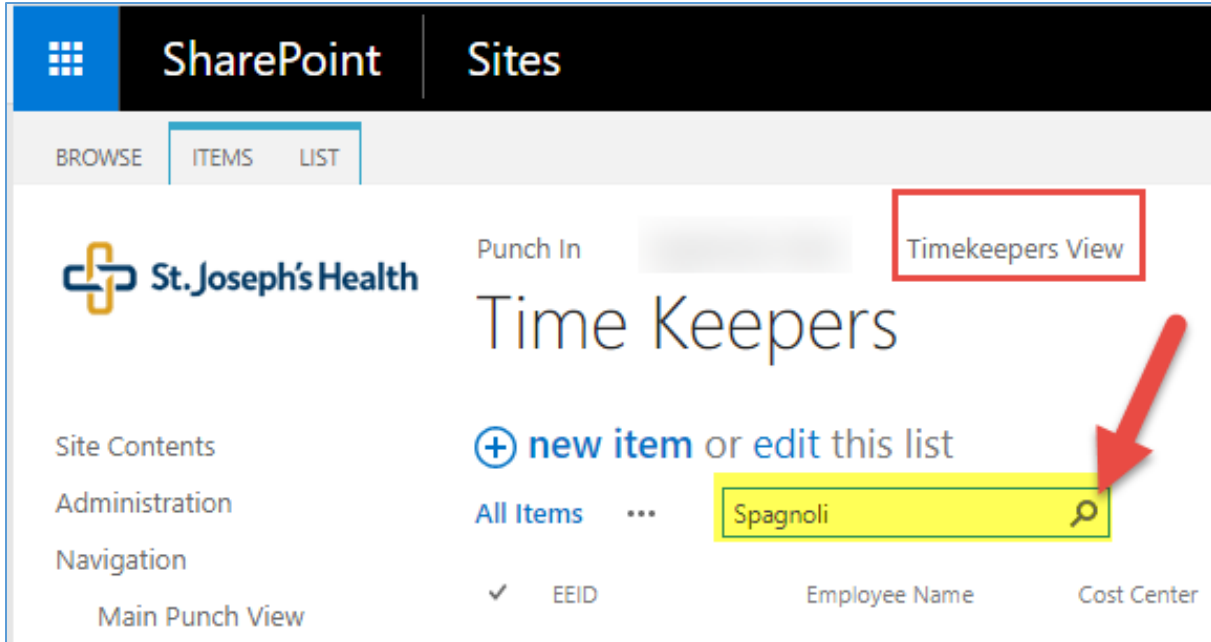 SharePoint Sites
BROWSE ITEMS LIST
St. Joseph's Health
Punch In Timekeepers View
Time Keepers
Site Contents
Administration
Navigation
Main Punch View
new item or edit this list
All Items ... Spagnoli
EEID Employee Name Cost Center